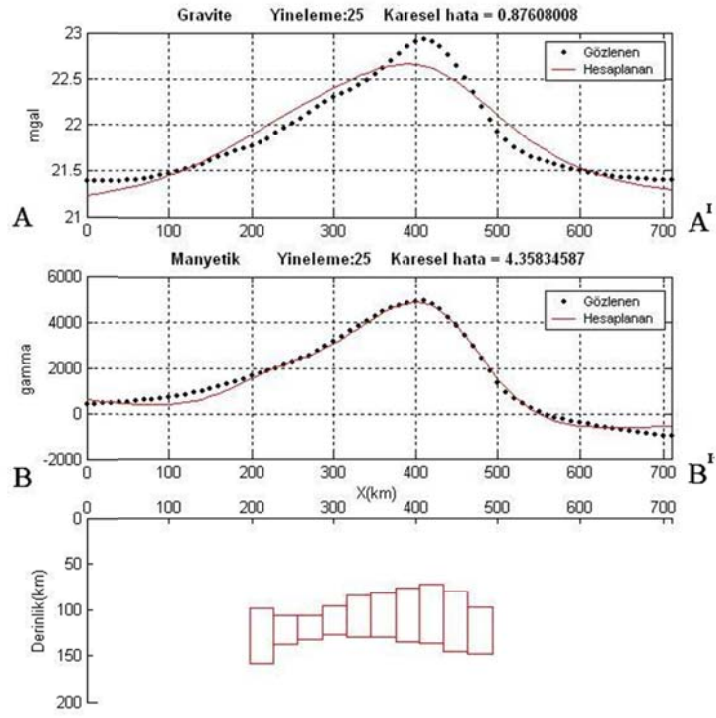 Gravite Yineleme:25 Karesel hata = 0.87608008
23
22.5
22
21.5
21
mgal
Gözlenen
Hesaplanan
A
A'
0 100 200 300 400 500 600 700
Manyetik Yineleme:25 Karesel hata = 4.35834587
6000
4000
2000
0
-2000
gamma
Gözlenen
Hesaplanan
B
B'
0 100 200 300 400 500 600 700
X(km)
0
50
100
150
200
Derinlik(km)
0 100 200 300 400 500 600 700